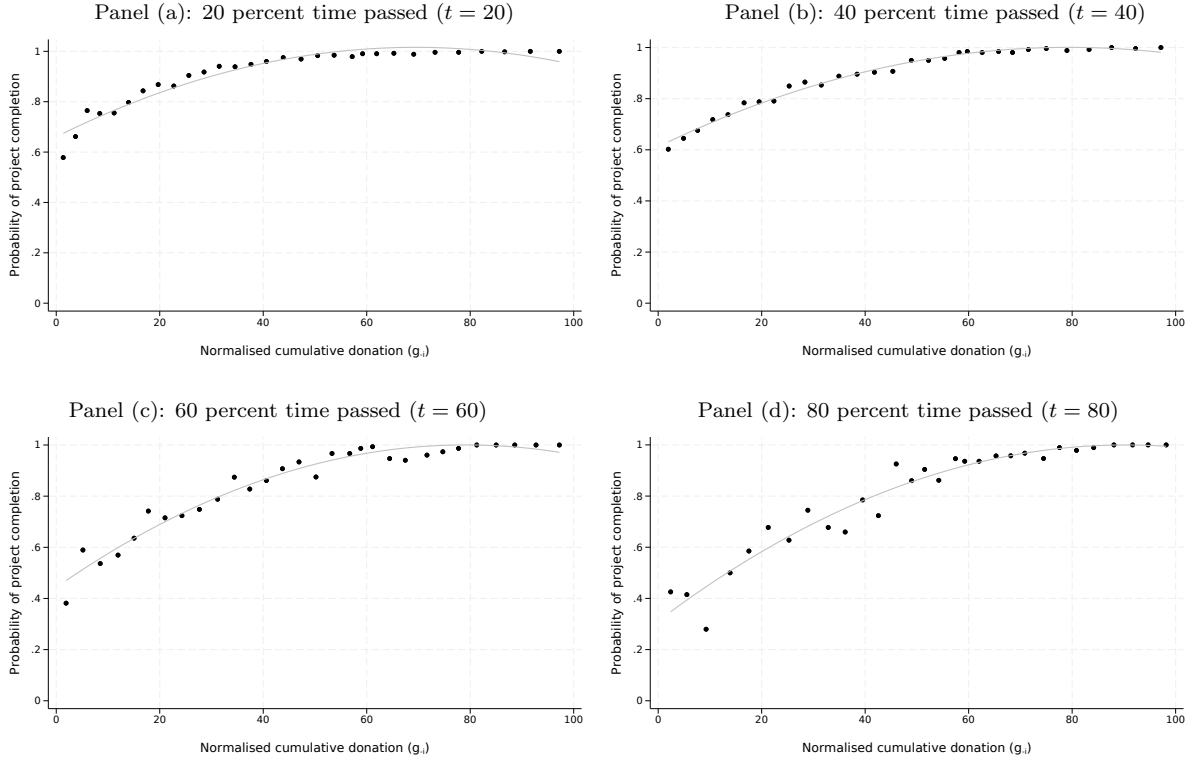 Panel (a): 20 percent time passed (t = 20)
Probability of project completion
1
.8
.6
.4
.2
0
0 20 40 60 80 100
Normalised cumulative donation (g.ᵢ)
Panel (b): 40 percent time passed (t = 40)
Probability of project completion
1
.8
.6
.4
.2
0
0 20 40 60 80 100
Normalised cumulative donation (g.ᵢ)
Panel (c): 60 percent time passed (t = 60)
Probability of project completion
1
.8
.6
.4
.2
0
0 20 40 60 80 100
Normalised cumulative donation (g.ᵢ)
Panel (d): 80 percent time passed (t = 80)
Probability of project completion
1
.8
.6
.4
.2
0
0 20 40 60 80 100
Normalised cumulative donation (g.ᵢ)